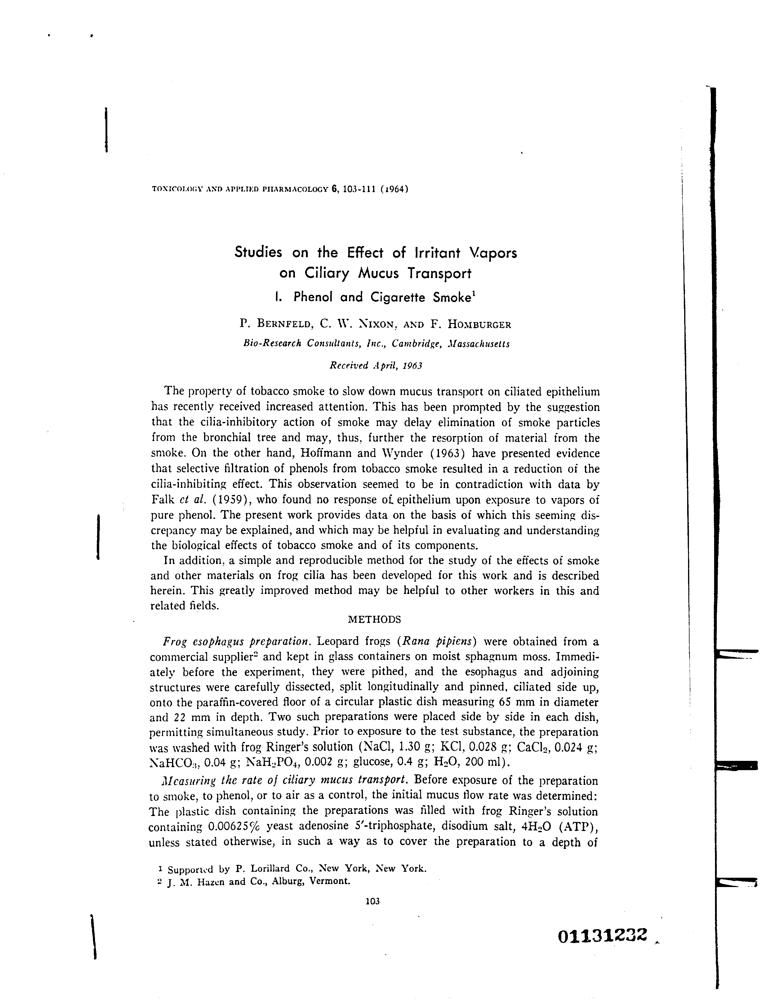 TOXICOLOGY AND APPLIED PHARMACOLOGY 6, 103-111 (1964)
Studies on the Effect of Irritant Vapors
on Ciliary Mucus Transport
I. Phenol and Cigarette Smoke¹
P. BERNFELD, C. W. NIXON, AND F. HOMBURGER
Bio-Research Consultants, Inc., Cambridge, Massachusetts
Received April, 1963
The property of tobacco smoke to slow down mucus transport on ciliated epithelium
has recently received increased attention. This has been prompted by the suggestion
that the cilia-inhibitory action of smoke may delay elimination of smoke particles
from the bronchial tree and may, thus, further the resorption of material from the
smoke. On the other hand, Hoffmann and Wynder (1963) have presented evidence
that selective filtration of phenols from tobacco smoke resulted in a reduction of the
cilia-inhibiting effect. This observation seemed to be in contradiction with data by
Falk et al. (1959), who found no response of epithelium upon exposure to vapors of
pure phenol. The present work provides data on the basis of which this seeming dis-
crepancy may be explained, and which may be helpful in evaluating and understanding
the biological effects of tobacco smoke and of its components.
In addition, a simple and reproducible method for the study of the effects of smoke
and other materials on frog cilia has been developed for this work and is described
herein. This greatly improved method may be helpful to other workers in this and
related fields.
METHODS
Frog esophagus preparation. Leopard frogs (Rana pipiens) were obtained from a
commercial supplier² and kept in glass containers on moist sphagnum moss. Immedi-
ately before the experiment, they were pithed, and the esophagus and adjoining
structures were carefully dissected, split longitudinally and pinned, ciliated side up,
onto the paraffin-covered floor of a circular plastic dish measuring 65 mm in diameter
and 22 mm in depth. Two such preparations were placed side by side in each dish,
permitting simultaneous study. Prior to exposure to the test substance, the preparation
was washed with frog Ringer's solution (NaCl, 1.30 g; KCl, 0.028 g; CaCl₂, 0.024 g;
NaHCO₃, 0.04 g; NaH₂PO₄, 0.002 g; glucose, 0.4 g; H₂O, 200 ml).
Measuring the rate of ciliary mucus transport. Before exposure of the preparation
to smoke, to phenol, or to air as a control, the initial mucus flow rate was determined:
The plastic dish containing the preparations was filled with frog Ringer's solution
containing 0.00625% yeast adenosine 5′-triphosphate, disodium salt, 4H₂O (ATP),
unless stated otherwise, in such a way as to cover the preparation to a depth of
¹ Supported by P. Lorillard Co., New York, New York.
² J. M. Hazen and Co., Alburg, Vermont.
103
01131232